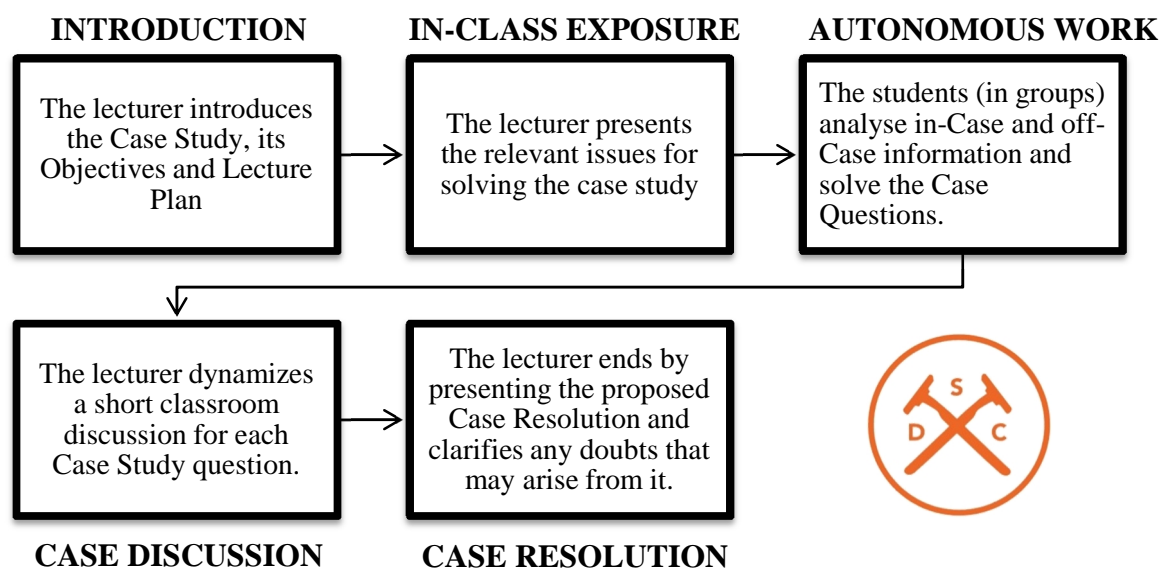 INTRODUCTION
The lecturer introduces
the Case Study, its
Objectives and Lecture
Plan
IN-CLASS EXPOSURE
The lecturer presents
the relevant issues for
solving the case study
AUTONOMOUS WORK
The students (in groups)
analyse in-Case and off-
Case information and
solve the Case
Questions.
The lecturer dynamizes
a short classroom
discussion for each
Case Study question.
CASE DISCUSSION
The lecturer ends by
presenting the proposed
Case Resolution and
clarifies any doubts that
may arise from it.
CASE RESOLUTION
S
D C